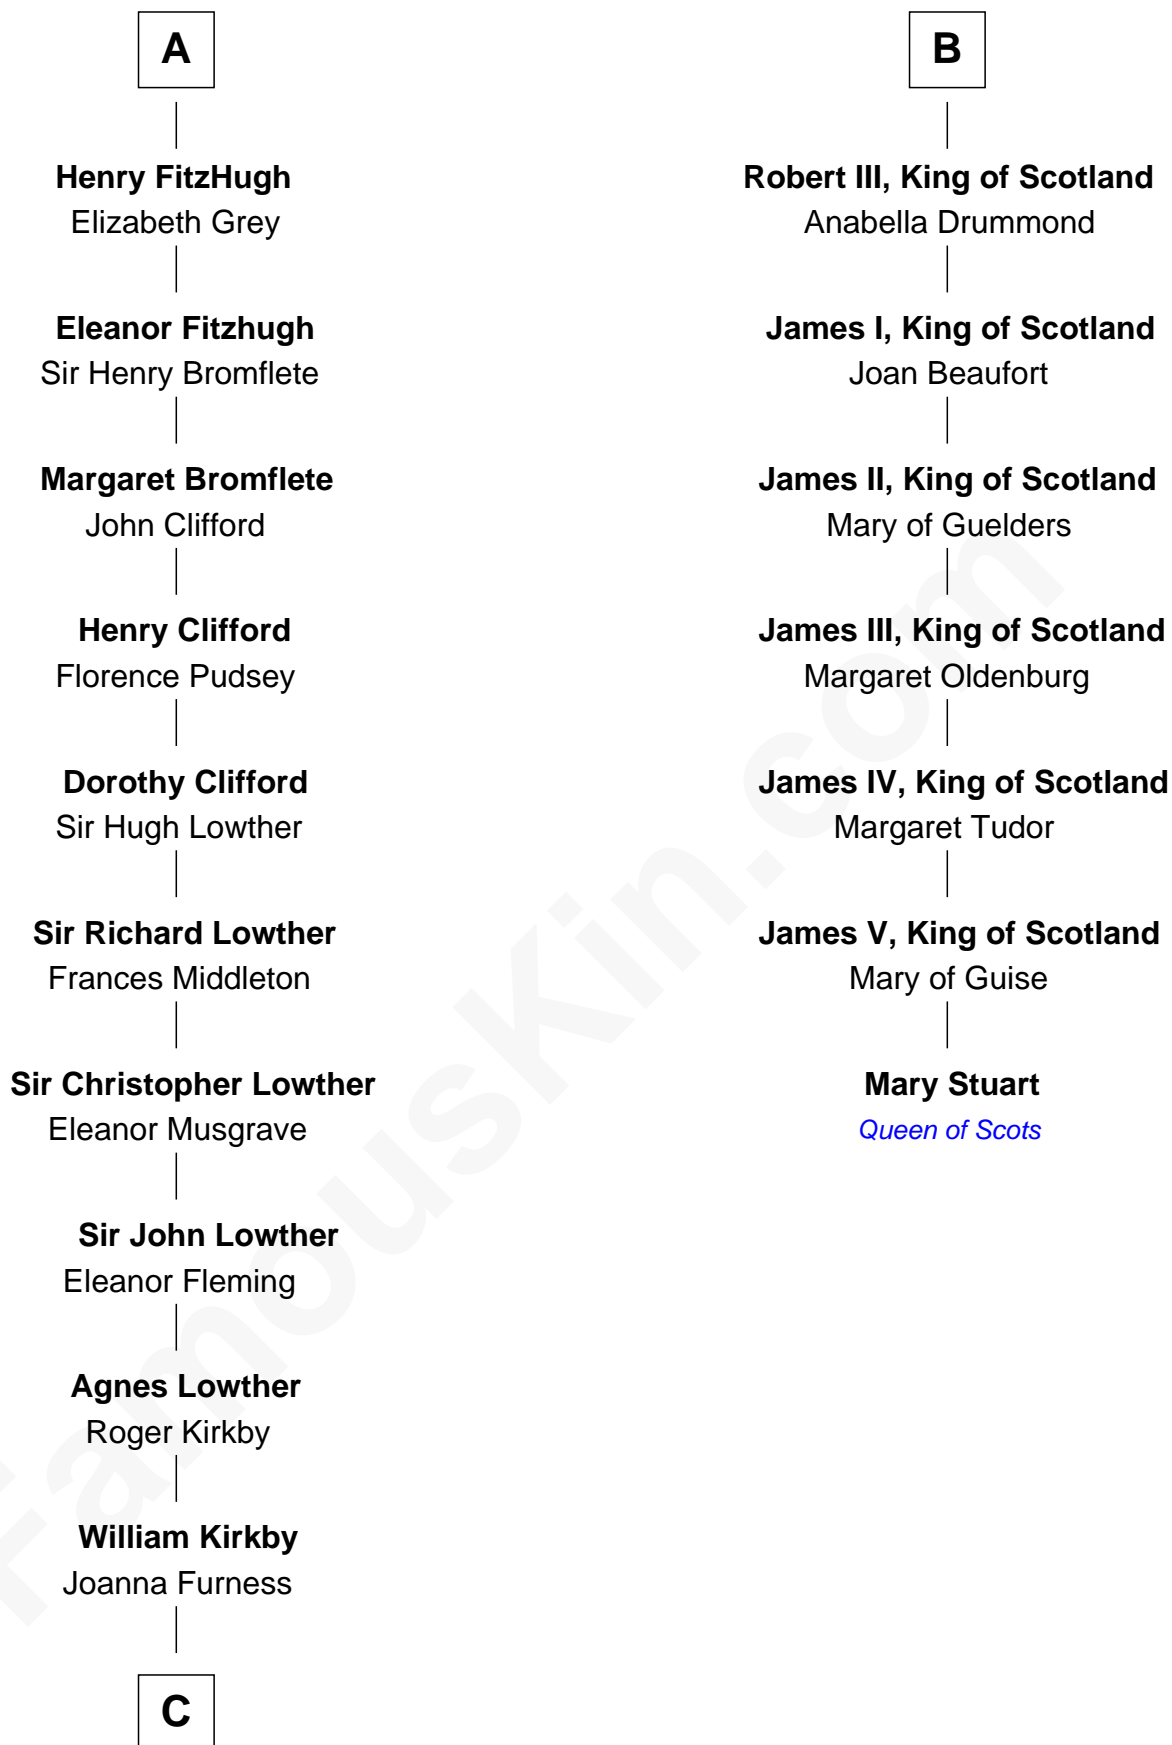 A
Henry FitzHugh
Elizabeth Grey
Eleanor Fitzhugh
Sir Henry Bromflete
Margaret Bromflete
John Clifford
Henry Clifford
Florence Pudsey
Dorothy Clifford
Sir Hugh Lowther
Sir Richard Lowther
Frances Middleton
Sir Christopher Lowther
Eleanor Musgrave
Sir John Lowther
Eleanor Fleming
Agnes Lowther
Roger Kirkby
William Kirkby
Joanna Furness
C
B
Robert III, King of Scotland
Anabella Drummond
James I, King of Scotland
Joan Beaufort
James II, King of Scotland
Mary of Guelders
James III, King of Scotland
Margaret Oldenburg
James IV, King of Scotland
Margaret Tudor
James V, King of Scotland
Mary of Guise
Mary Stuart
Queen of Scots
FamousKin.com